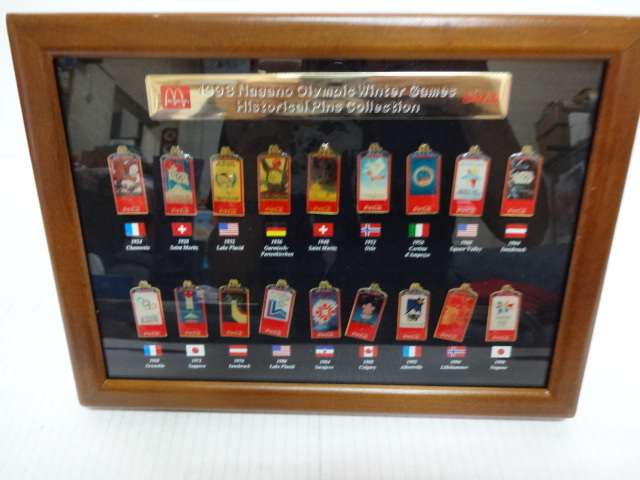 1998 Nagano Olympic Winter Games
Historical Pins Collection
1924 1928 1932 1936 1948 1952 1956 1960 1964
Chamonix Saint Moritz Lake Placid Garmisch- Saint Moritz Oslo Cortina Squaw Valley Innsbruck
Partenkirchen d'Ampezzo
1968 1972 1976 1980 1984 1988 1992 1994 1998
Grenoble Sapporo Innsbruck Lake Placid Sarajevo Calgary Albertville Lillehammer Nagano